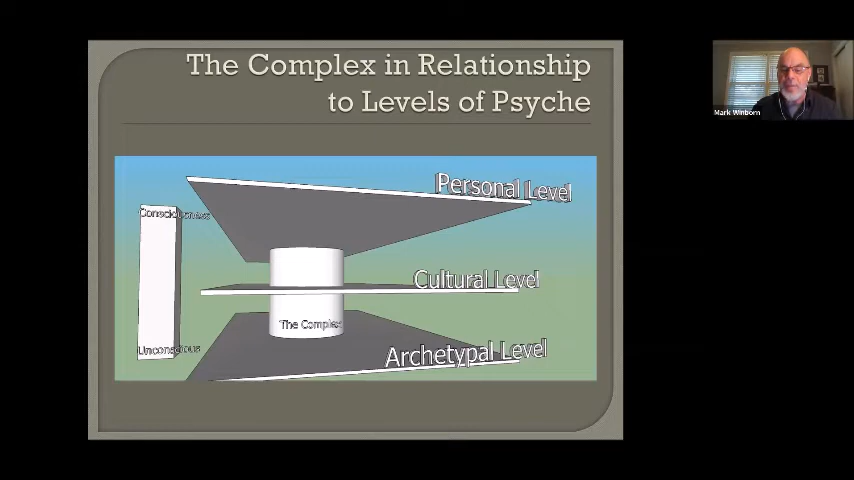 The Complex in Relationship
to Levels of Psyche
Personal Level
Consciousness
Cultural Level
The Complex
Unconscious
Archetypal Level
Mark Winborn